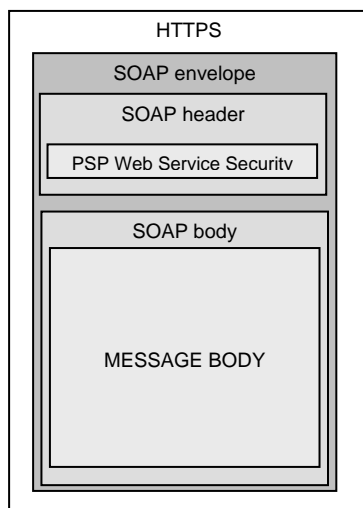 HTTPS
SOAP envelope
SOAP header
PSP Web Service Security
SOAP body
MESSAGE BODY